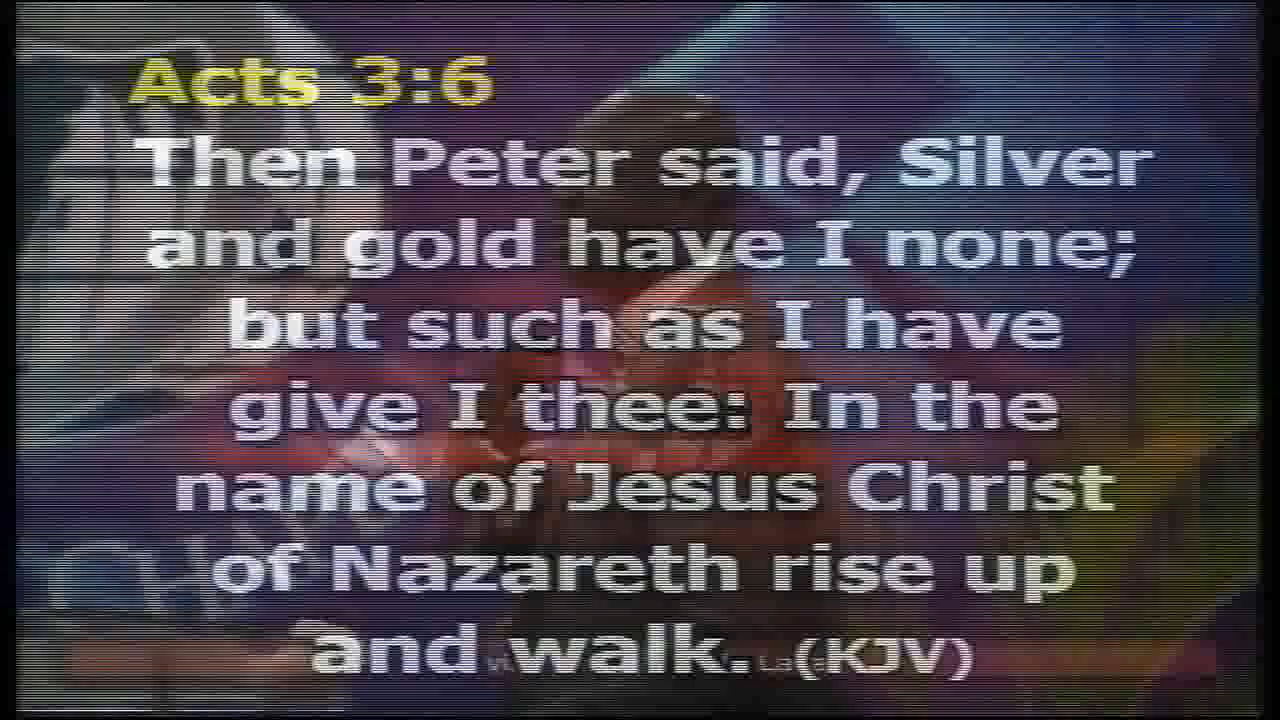 Acts 3:6
Then Peter said, Silver
and gold have I none;
but such as I have
give I thee: In the
name of Jesus Christ
of Nazareth rise up
and walk. (KJV)